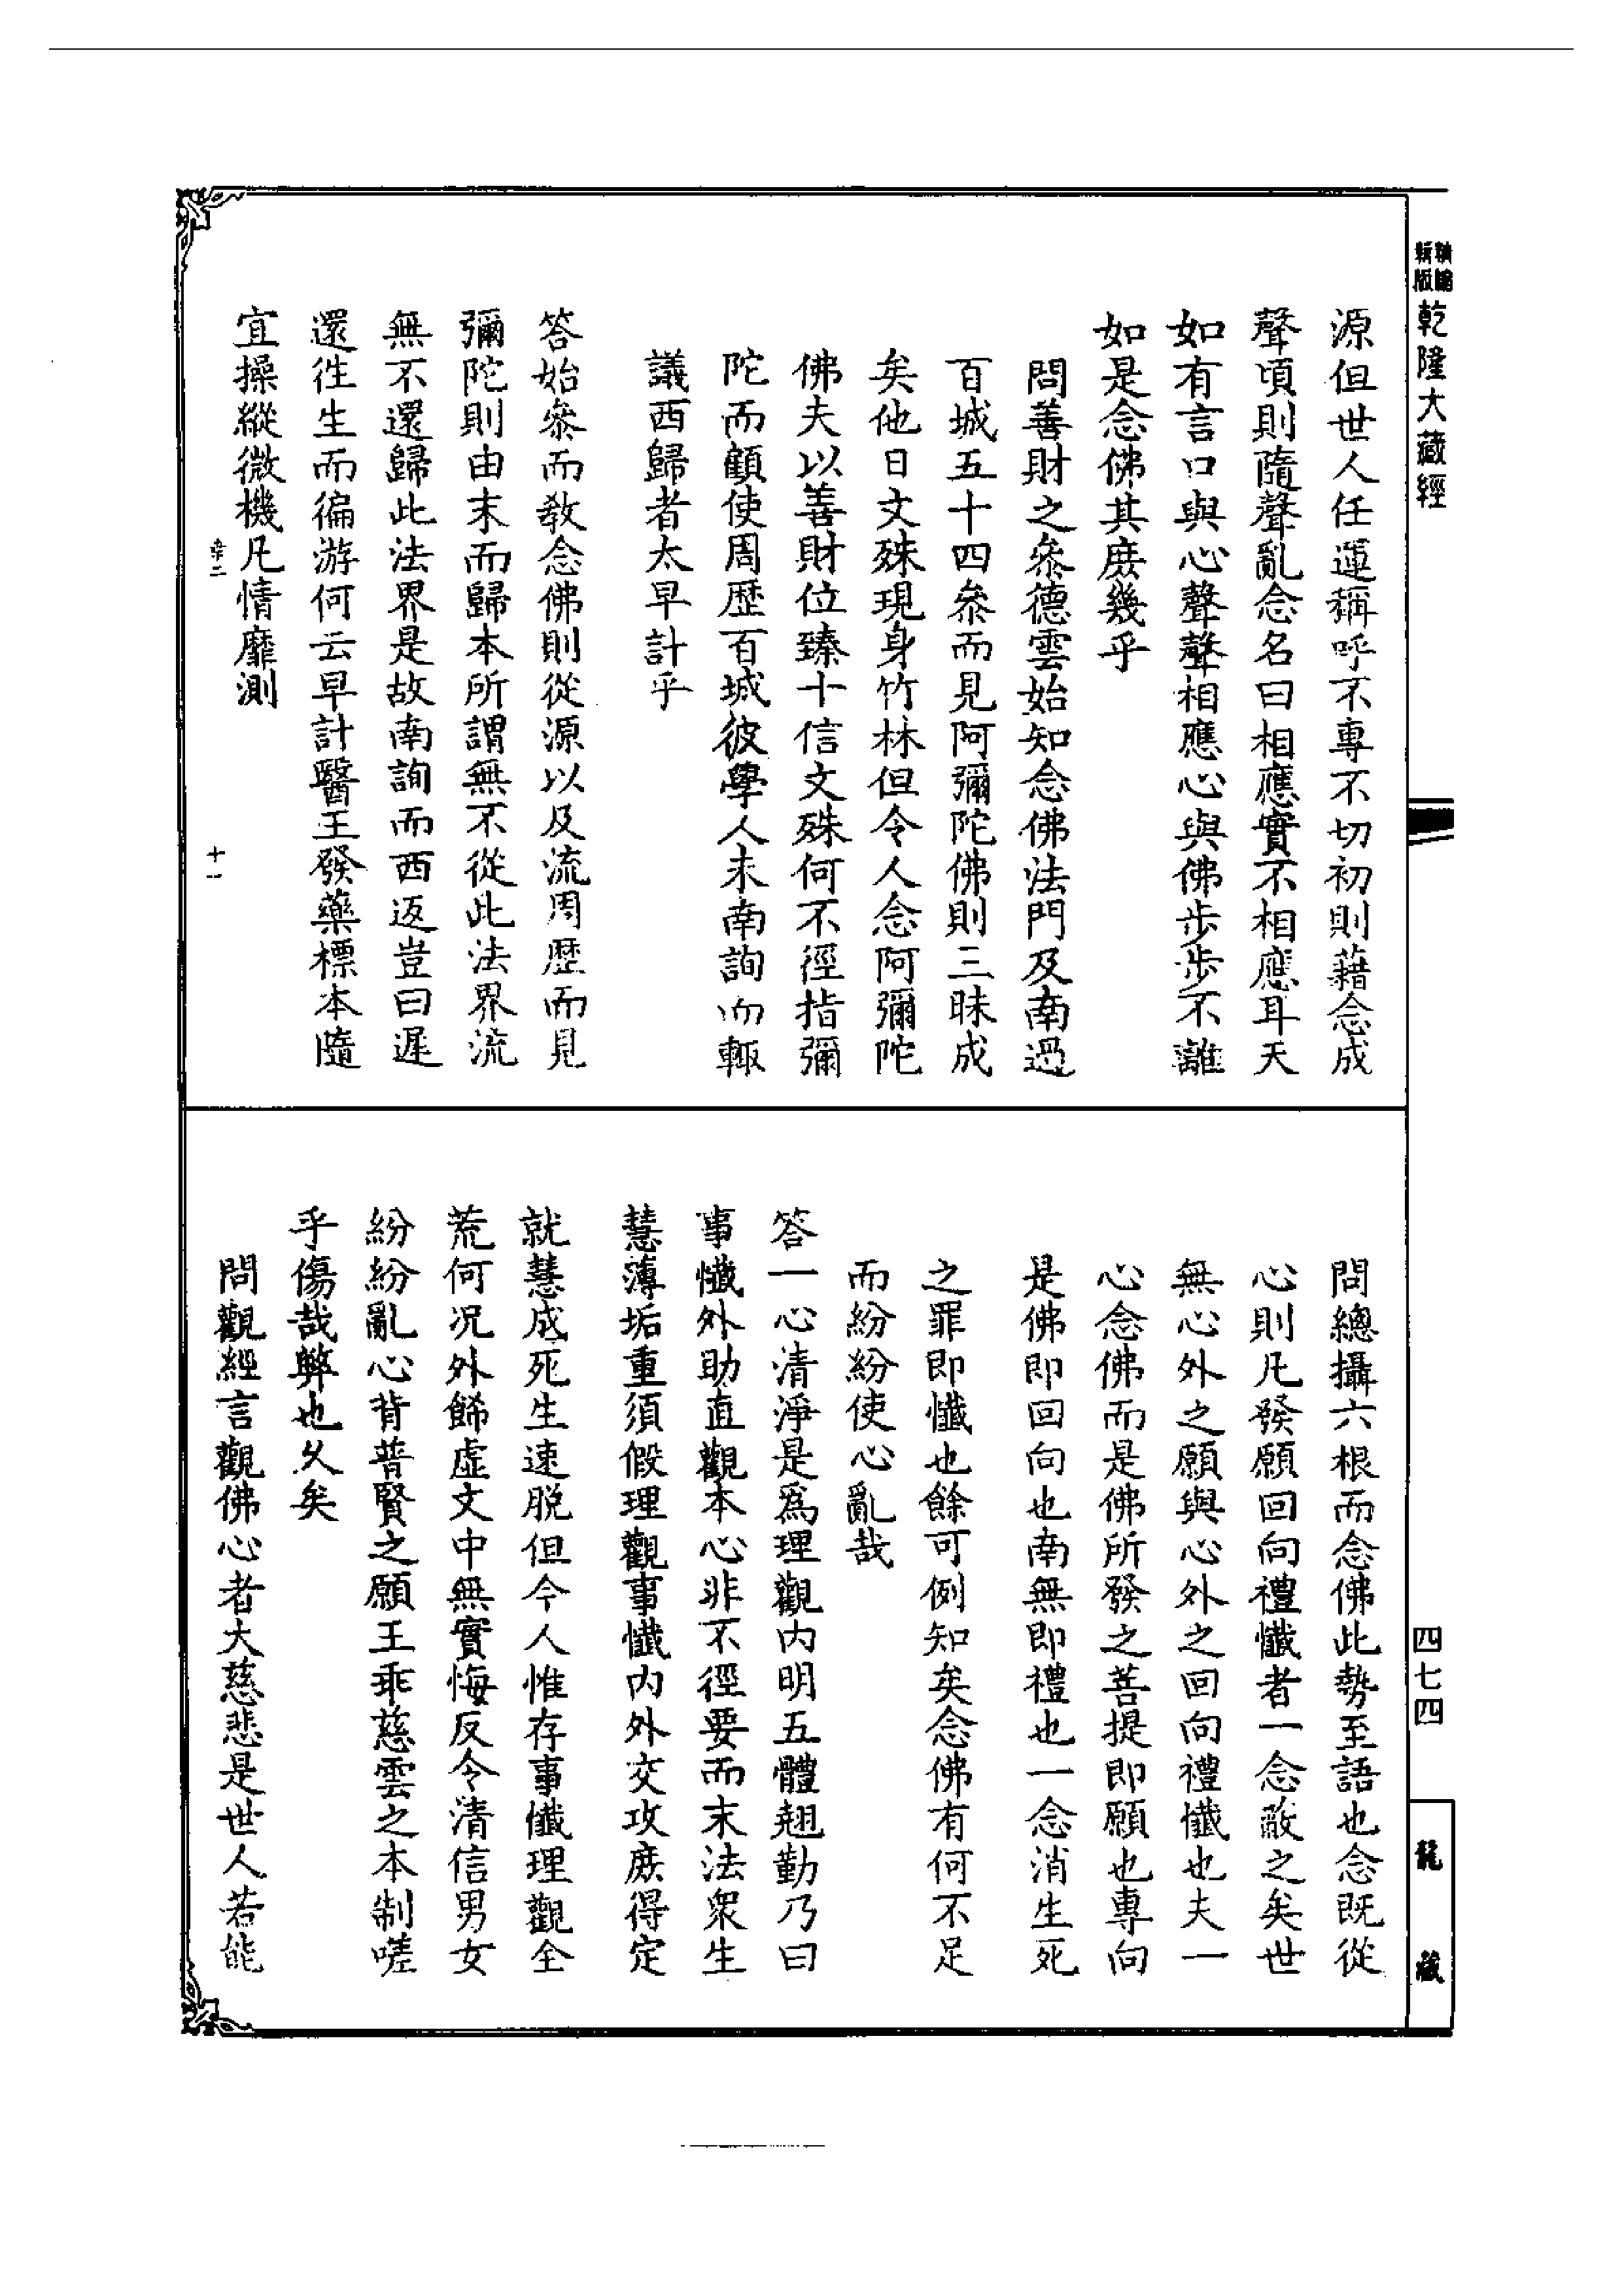 乾隆大藏經
源但世人任運稱呼不專不切初則藉念成
聲頃則隨聲亂念名曰相應實不相應耳天
如有言口與心聲聲相應心與佛步步不離
如是念佛其庶幾乎
問善財之叅德雲始知念佛法門及南過
百城五十四叅而見阿彌陀佛則三昧成
矣他日文殊現身竹林但令人念阿彌陀
佛夫以善財位臻十信文殊何不徑指彌
陀而顧使周歷百城彼學人未南詢而輙
議西歸者太早計乎
答始叅而教念佛則從源以及流周歷而見
彌陀則由末而歸本所謂無不從此法界流
無不還歸此法界是故南詢而西返豈曰遲
還徃生而徧游何云早計醫王發藥標本隨
宜操縱微機凡情靡測
十一
問總攝六根而念佛此勢至語也念既從
心則凡發願回向禮懺者一念蔽之矣世
無心外之願與心外之回向禮懺也夫一
心念佛而是佛所發之菩提即願也專向
是佛即回向也南無即禮也一念消生死
之罪即懺也餘可例知矣念佛有何不足
而紛紛使心亂哉
答一心清淨是爲理觀內明五體翹勤乃曰
事懺外助直觀本心非不徑要而末法衆生
慧薄垢重須假理觀事懺內外交攻庶得定
就慧成死生速脫但今人惟存事懺理觀全
荒何況外餙虛文中無實悔反令清信男女
紛紛亂心背普賢之願王乖慈雲之本制嗟
乎傷哉弊也乆矣
問觀經言觀佛心者大慈悲是世人若能
四七四
龍藏